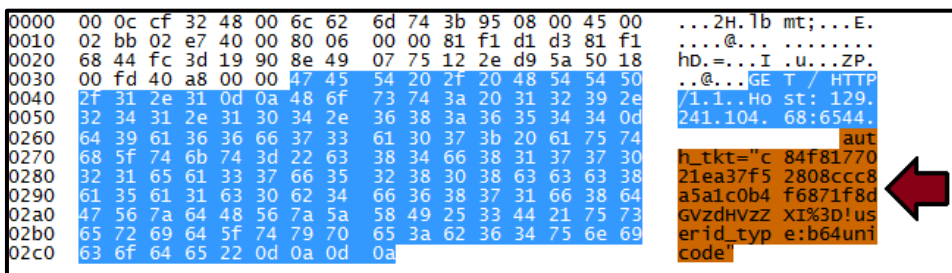 0000 00 0c cf 32 48 00 6c 62 6d 74 3b 95 08 00 45 00 ...2H.lb mt;...E.
0010 02 bb 02 e7 40 00 80 06 00 00 81 f1 d1 d3 81 f1 ....@... ........
0020 68 44 fc 3d 19 90 8e 49 07 75 12 2e d9 5a 50 18 hD.=...I .u...ZP.
0030 00 fd 40 a8 00 00 47 45 54 20 2f 20 48 54 54 50 ..@...GE T / HTTP
0040 2f 31 2e 31 0d 0a 48 6f 73 74 3a 20 31 32 39 2e /1.1..Ho st: 129.
0050 32 34 31 2e 31 30 34 2e 36 38 3a 36 35 34 34 0d 241.104. 68:6544.
0260 64 39 61 36 36 66 37 33 61 30 37 3b 20 61 75 74 aut
0270 68 5f 74 6b 74 3d 22 63 38 34 66 38 31 37 37 30 h_tkt="c 84f81770
0280 32 31 65 61 33 37 66 35 32 38 30 38 63 63 63 38 21ea37f5 2808ccc8
0290 61 35 61 31 63 30 62 34 66 36 38 37 31 66 38 64 a5a1c0b4 f6871f8d
02a0 47 56 7a 64 48 56 7a 5a 58 49 25 33 44 21 75 73 GVzdHVzZ XI%3D!us
02b0 65 72 69 64 5f 74 79 70 65 3a 62 36 34 75 6e 69 erid_typ e:b64uni
02c0 63 6f 64 65 22 0d 0a 0d 0a code"